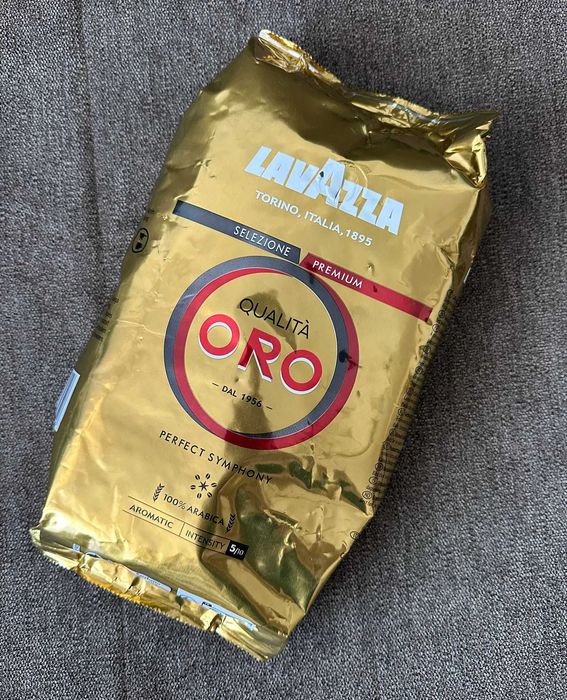 LAVAZZA
TORINO, ITALIA, 1895
SELEZIONE PREMIUM
QUALITÀ
ORO
DAL 1956
PERFECT SYMPHONY
100% ARABICA
AROMATIC INTENSITY 5/10